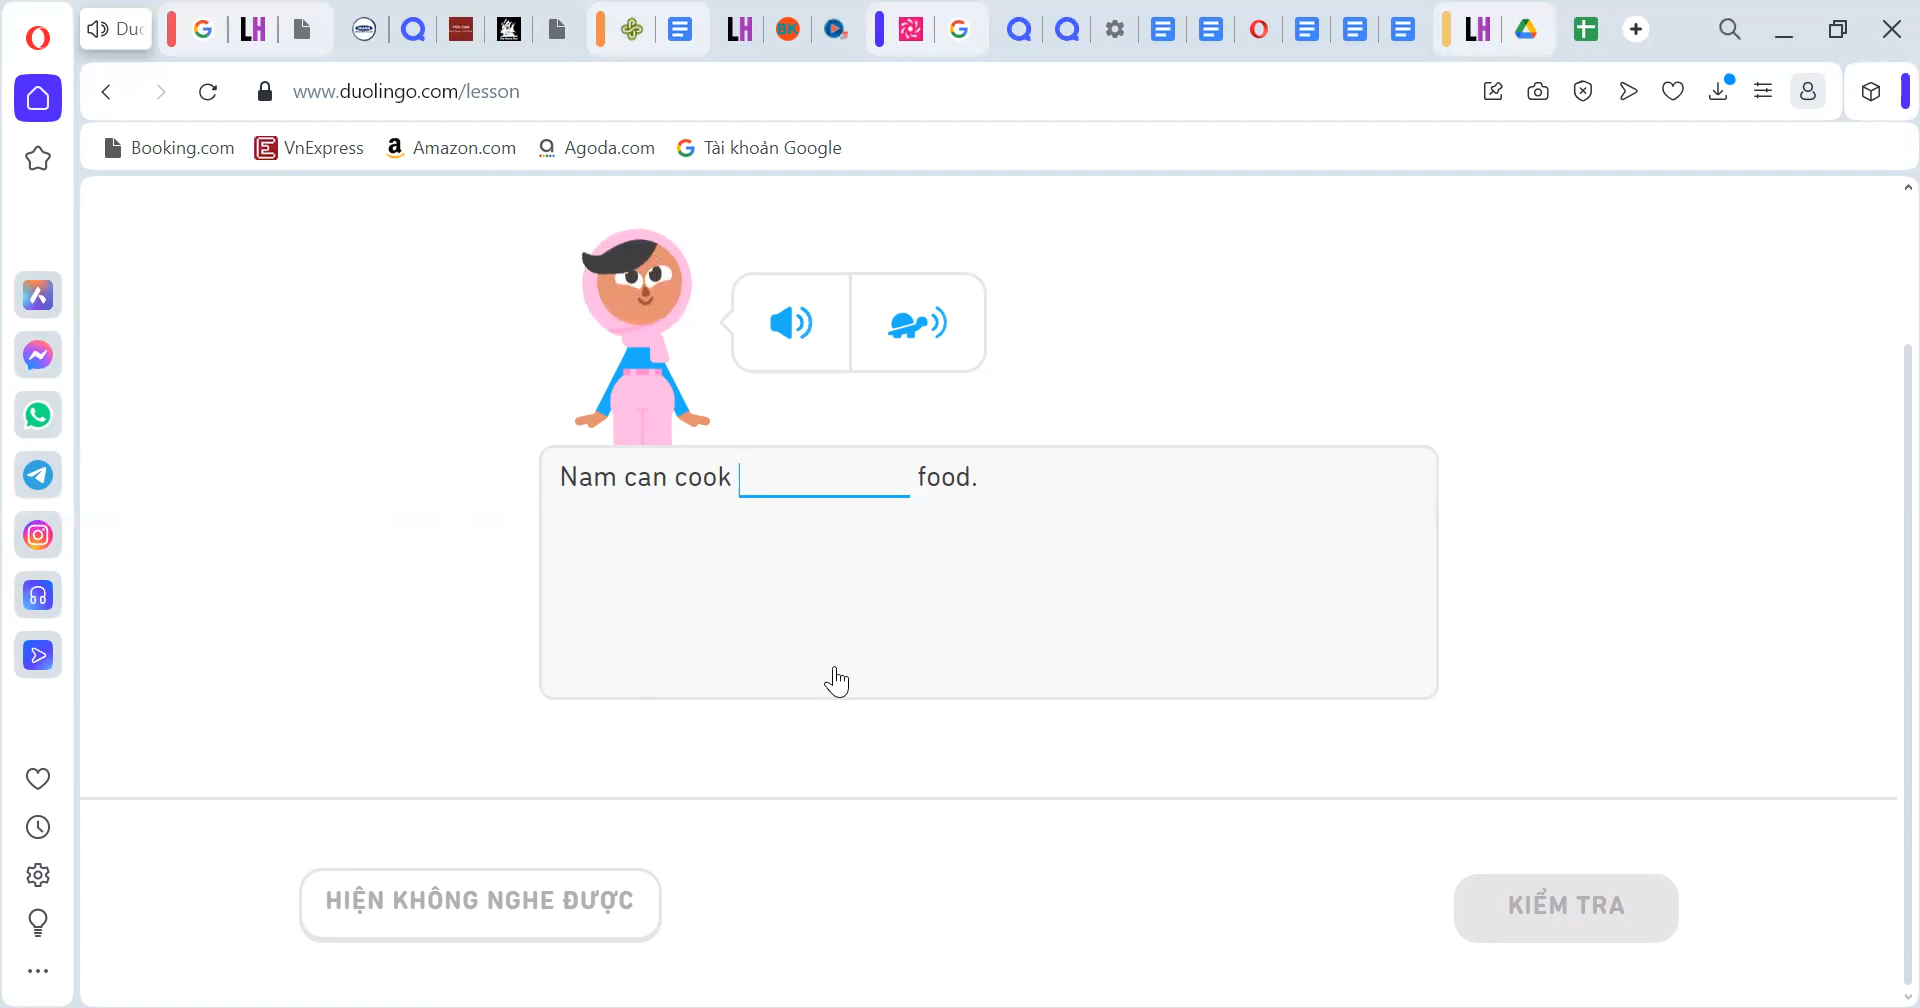 Duo
www.duolingo.com/lesson
Booking.com VnExpress Amazon.com Agoda.com Tài khoản Google
Nam can cook food.
HIỆN KHÔNG NGHE ĐƯỢC
KIỂM TRA